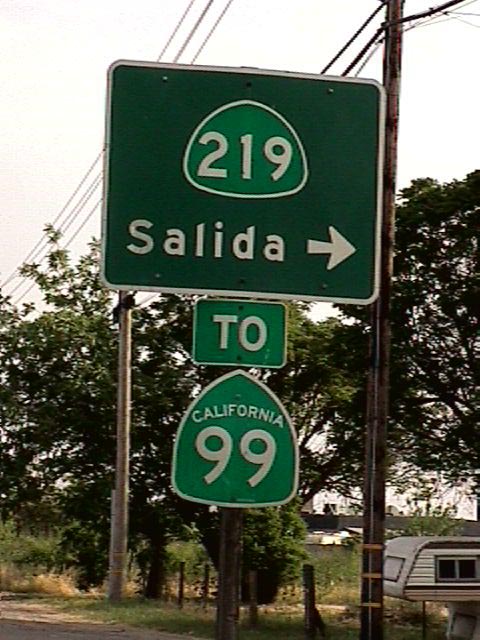 219
Salida →
TO
CALIFORNIA
99